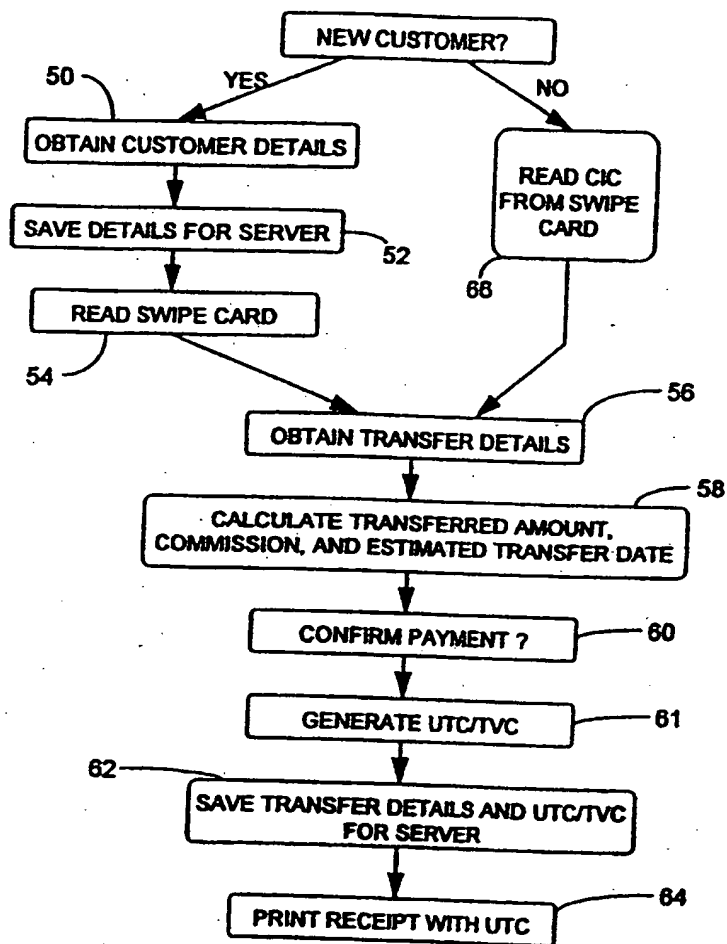 NEW CUSTOMER?
YES
NO
50
OBTAIN CUSTOMER DETAILS
SAVE DETAILS FOR SERVER
52
READ SWIPE CARD
54
READ CIC
FROM SWIPE
CARD
68
56
OBTAIN TRANSFER DETAILS
58
CALCULATE TRANSFERRED AMOUNT,
COMMISSION, AND ESTIMATED TRANSFER DATE
CONFIRM PAYMENT ?
60
GENERATE UTC/TVC
61
62
SAVE TRANSFER DETAILS AND UTC/TVC
FOR SERVER
64
PRINT RECEIPT WITH UTC